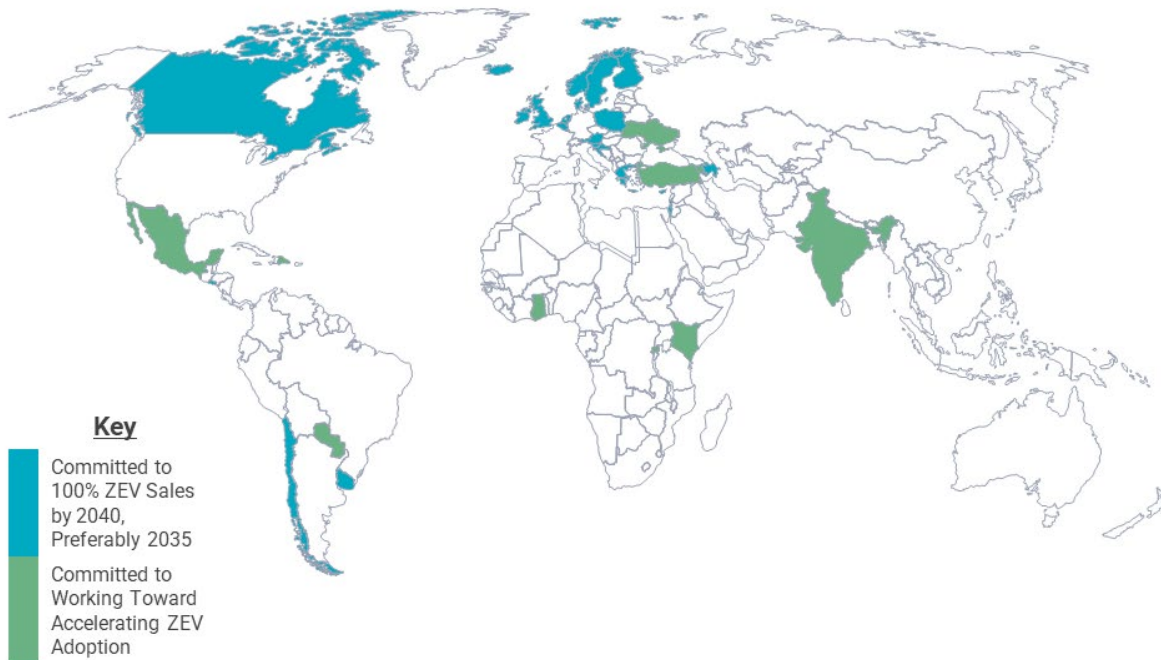 Key
Committed to
100% ZEV Sales
by 2040,
Preferably 2035
Committed to
Working Toward
Accelerating ZEV
Adoption